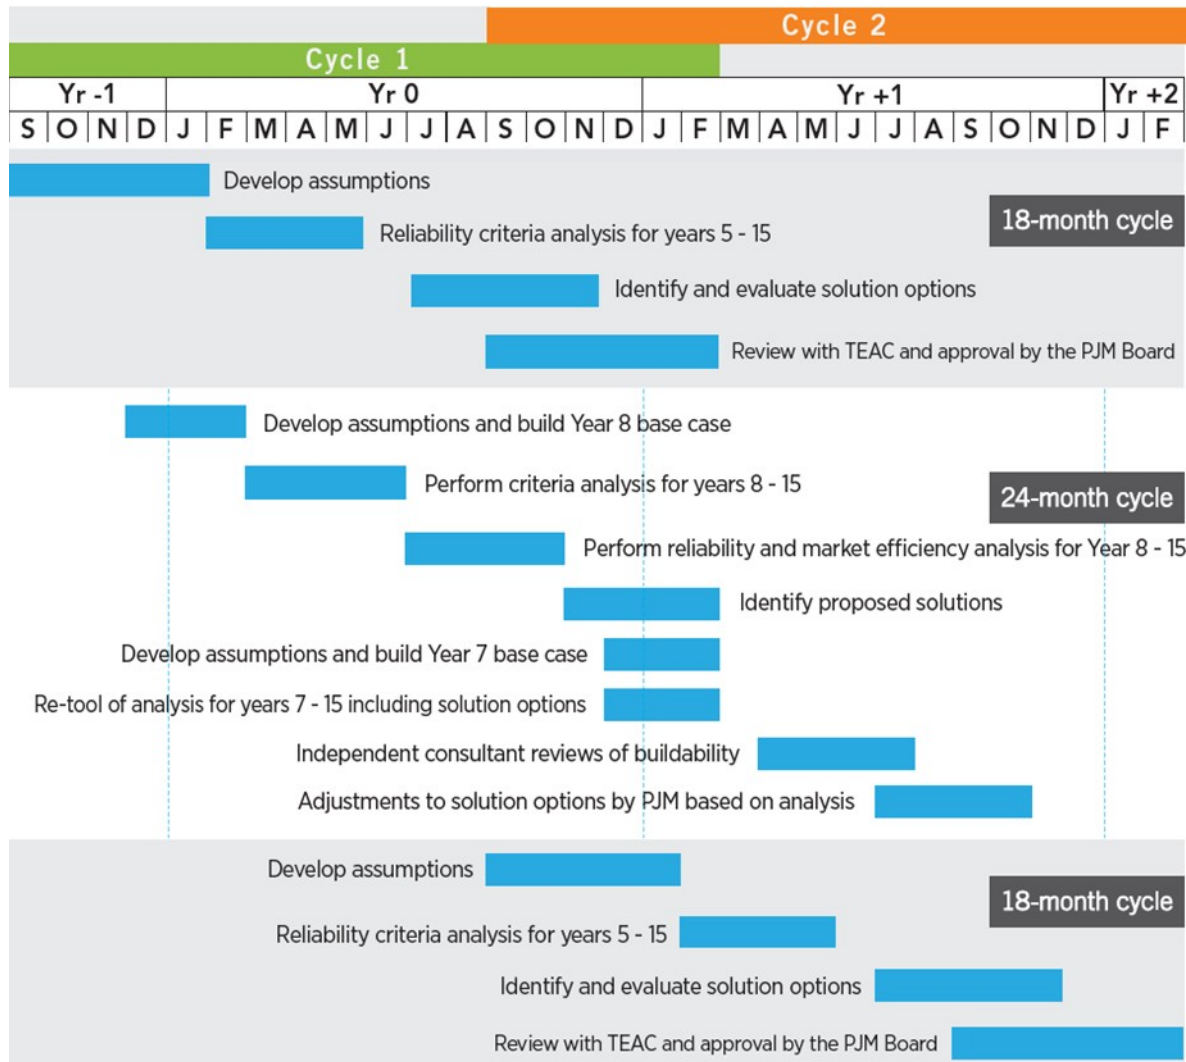 Cycle 2
Cycle 1
Yr -1 Yr 0 Yr +1 Yr +2
S O N D J F M A M J J A S O N D J F M A M J J A S O N D J F
Develop assumptions
18-month cycle
Reliability criteria analysis for years 5 - 15
Identify and evaluate solution options
Review with TEAC and approval by the PJM Board
Develop assumptions and build Year 8 base case
Perform criteria analysis for years 8 - 15
24-month cycle
Perform reliability and market efficiency analysis for Year 8 - 15
Identify proposed solutions
Develop assumptions and build Year 7 base case
Re-tool of analysis for years 7 - 15 including solution options
Independent consultant reviews of buildability
Adjustments to solution options by PJM based on analysis
Develop assumptions
18-month cycle
Reliability criteria analysis for years 5 - 15
Identify and evaluate solution options
Review with TEAC and approval by the PJM Board